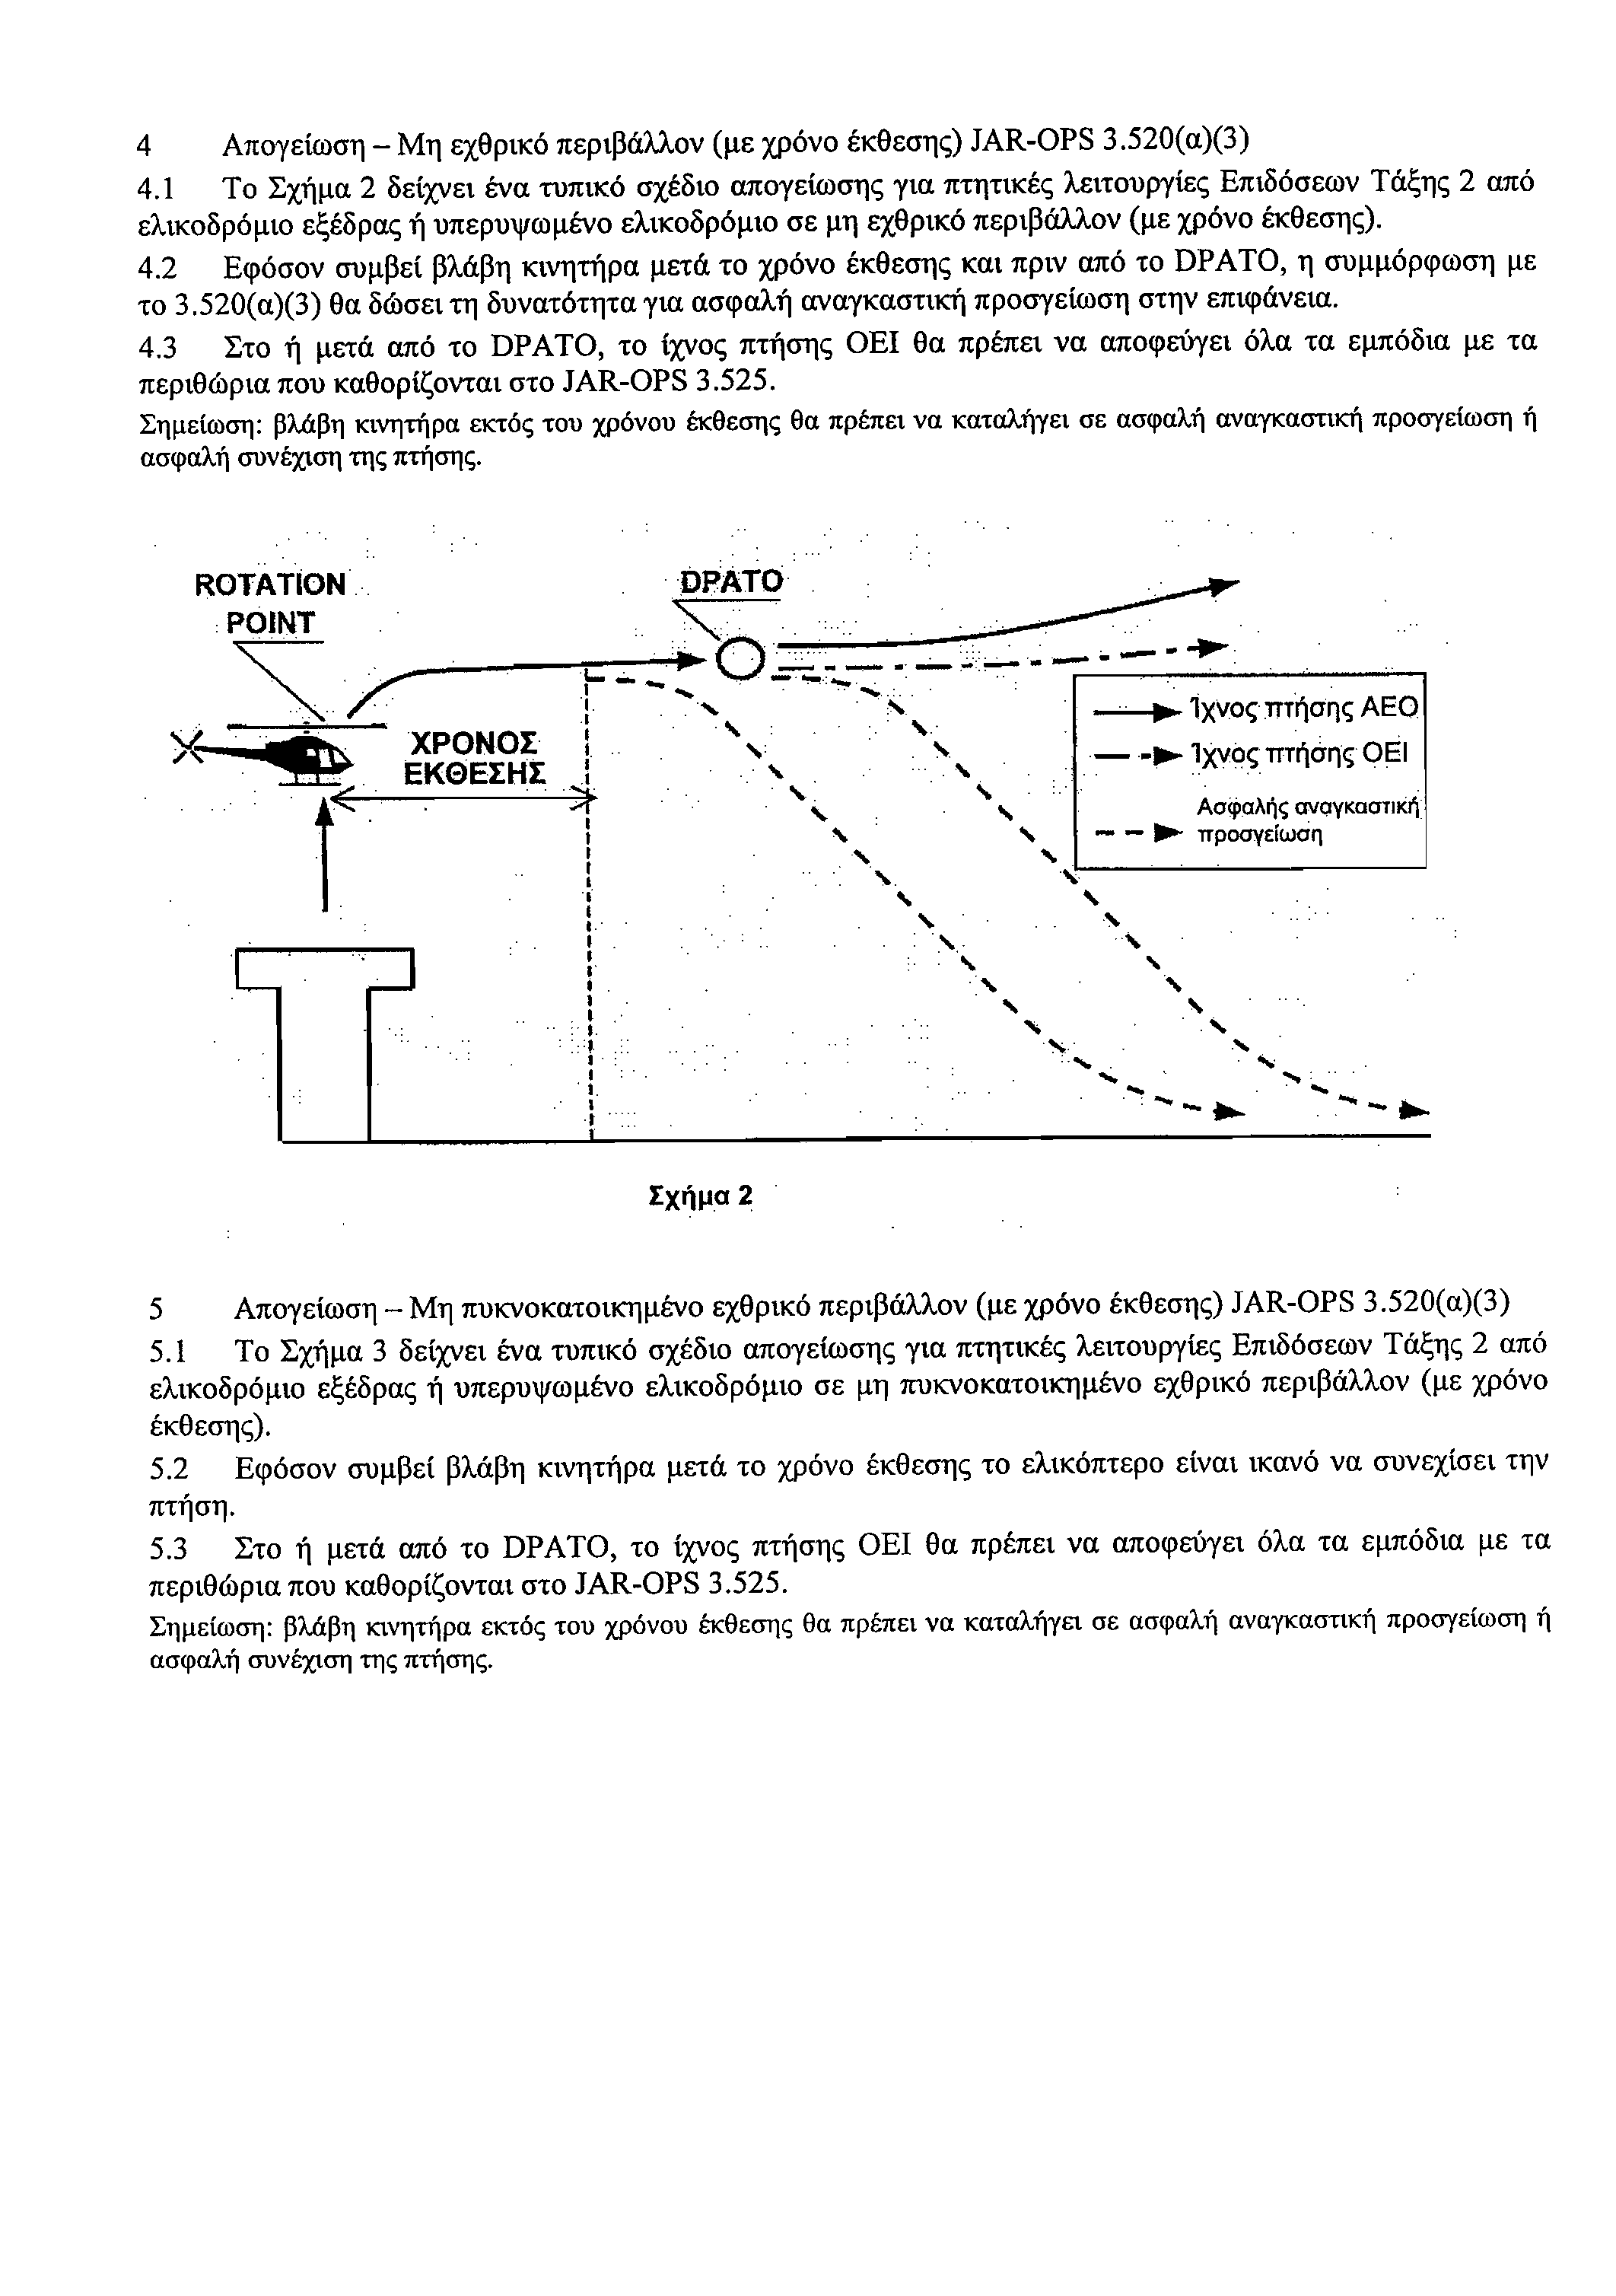 4 Απογείωση – Μη εχθρικό περιβάλλον (με χρόνο έκθεσης) JAR-OPS 3.520(α)(3)
4.1 Το Σχήμα 2 δείχνει ένα τυπικό σχέδιο απογείωσης για πτητικές λειτουργίες Επιδόσεων Τάξης 2 από
ελικοδρόμιο εξέδρας ή υπερυψωμένο ελικοδρόμιο σε μη εχθρικό περιβάλλον (με χρόνο έκθεσης).
4.2 Εφόσον συμβεί βλάβη κινητήρα μετά το χρόνο έκθεσης και πριν από το DPATO, η συμμόρφωση με
το 3.520(α)(3) θα δώσει τη δυνατότητα για ασφαλή αναγκαστική προσγείωση στην επιφάνεια.
4.3 Στο ή μετά από το DPATO, το ίχνος πτήσης ΟΕΙ θα πρέπει να αποφεύγει όλα τα εμπόδια με τα
περιθώρια που καθορίζονται στο JAR-OPS 3.525.
Σημείωση: βλάβη κινητήρα εκτός του χρόνου έκθεσης θα πρέπει να καταλήγει σε ασφαλή αναγκαστική προσγείωση ή
ασφαλή συνέχιση της πτήσης.
ROTATION
POINT
DPATO
ΧΡΟΝΟΣ
ΕΚΘΕΣΗΣ
Ίχνος πτήσης ΑΕΟ
Ίχνος πτήσης ΟΕΙ
Ασφαλής αναγκαστική
προσγείωση
Σχήμα 2
5 Απογείωση – Μη πυκνοκατοικημένο εχθρικό περιβάλλον (με χρόνο έκθεσης) JAR-OPS 3.520(α)(3)
5.1 Το Σχήμα 3 δείχνει ένα τυπικό σχέδιο απογείωσης για πτητικές λειτουργίες Επιδόσεων Τάξης 2 από
ελικοδρόμιο εξέδρας ή υπερυψωμένο ελικοδρόμιο σε μη πυκνοκατοικημένο εχθρικό περιβάλλον (με χρόνο
έκθεσης).
5.2 Εφόσον συμβεί βλάβη κινητήρα μετά το χρόνο έκθεσης το ελικόπτερο είναι ικανό να συνεχίσει την
πτήση.
5.3 Στο ή μετά από το DPATO, το ίχνος πτήσης ΟΕΙ θα πρέπει να αποφεύγει όλα τα εμπόδια με τα
περιθώρια που καθορίζονται στο JAR-OPS 3.525.
Σημείωση: βλάβη κινητήρα εκτός του χρόνου έκθεσης θα πρέπει να καταλήγει σε ασφαλή αναγκαστική προσγείωση ή
ασφαλή συνέχιση της πτήσης.